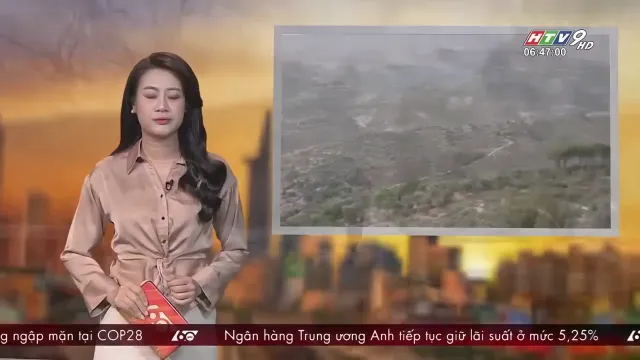 HTV9 HD
06:47:00
g ngập mặn tại COP28 60 Ngân hàng Trung ương Anh tiếp tục giữ lãi suất ở mức 5,25%